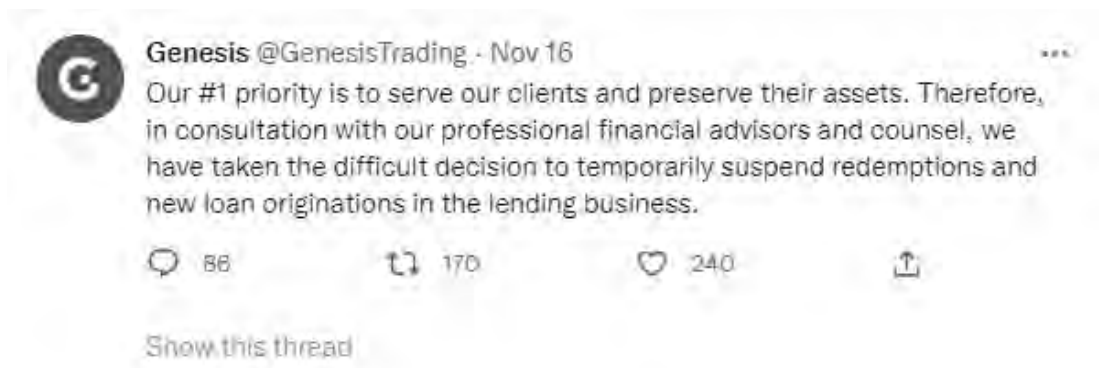 Genesis @GenesisTrading · Nov 16
Our #1 priority is to serve our clients and preserve their assets. Therefore,
in consultation with our professional financial advisors and counsel, we
have taken the difficult decision to temporarily suspend redemptions and
new loan originations in the lending business.
86 170 240
Show this thread